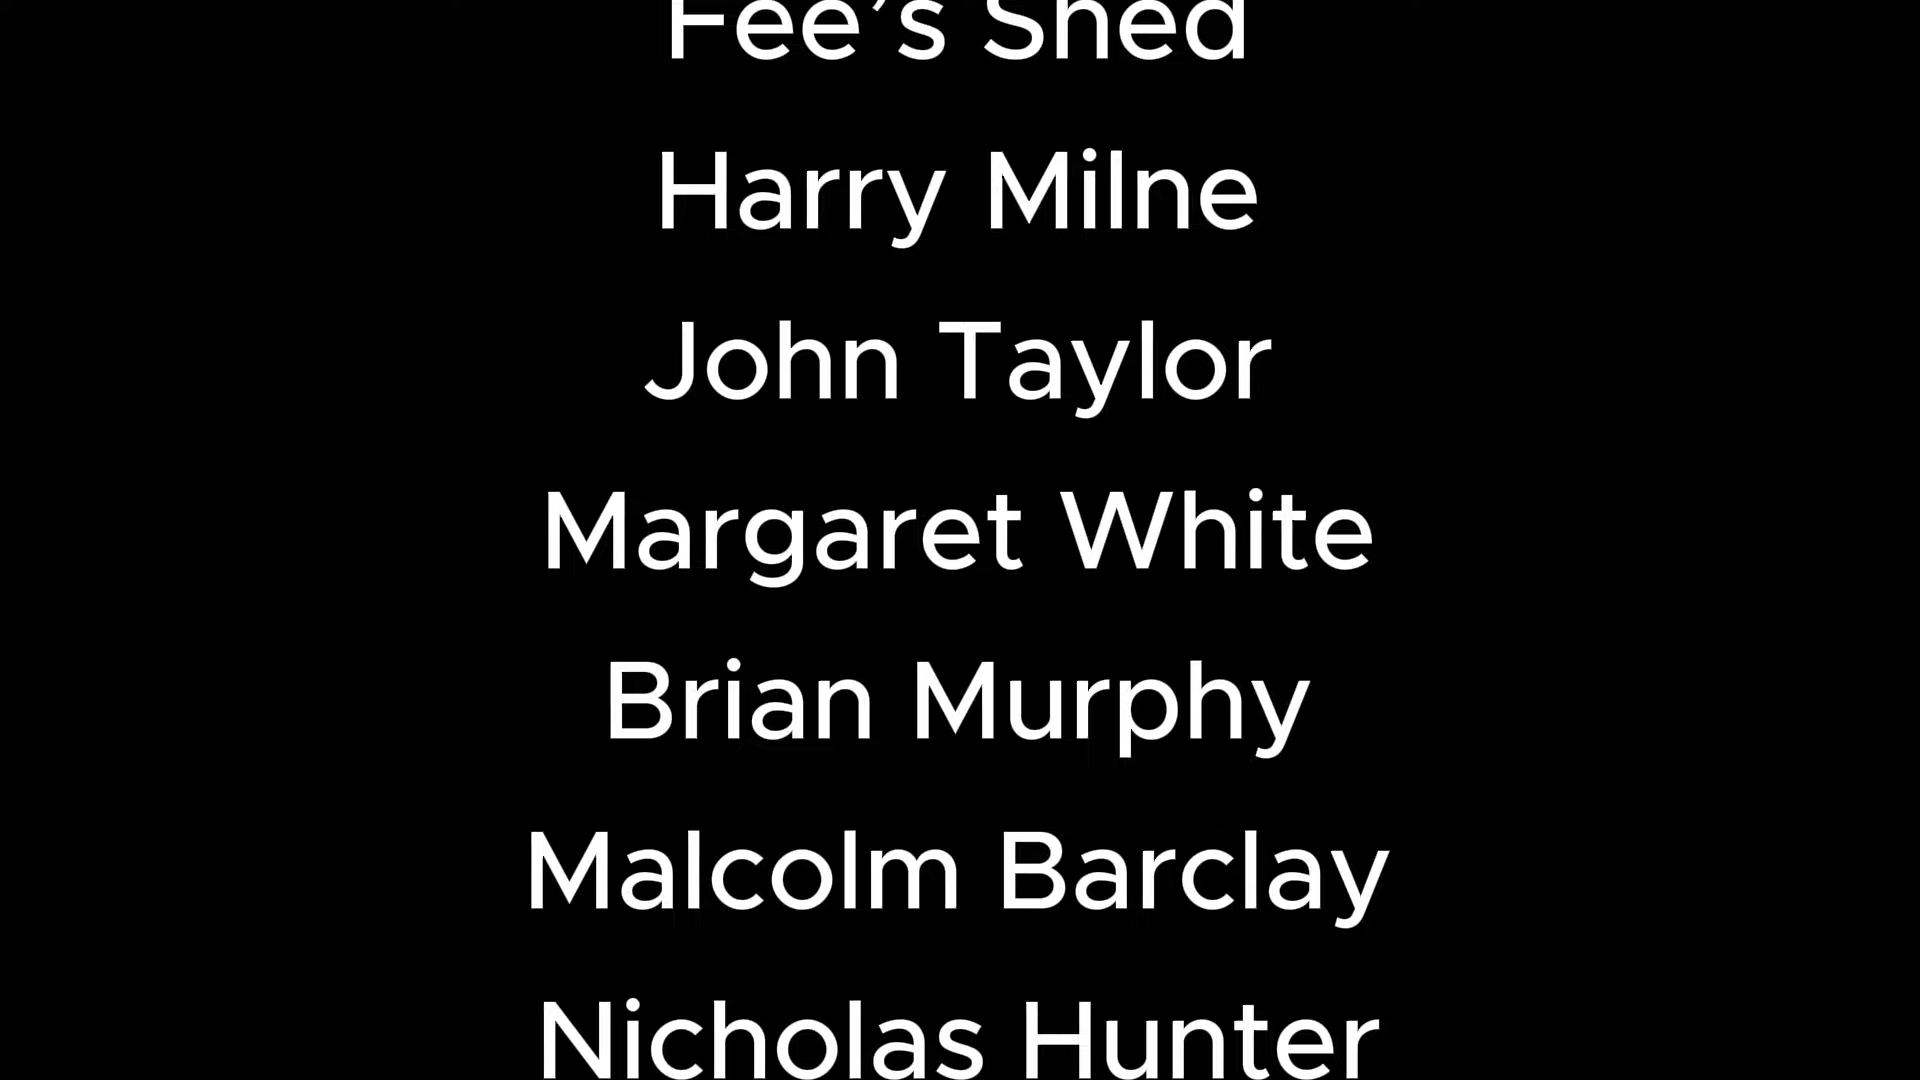 Fee's Shed
Harry Milne
John Taylor
Margaret White
Brian Murphy
Malcolm Barclay
Nicholas Hunter